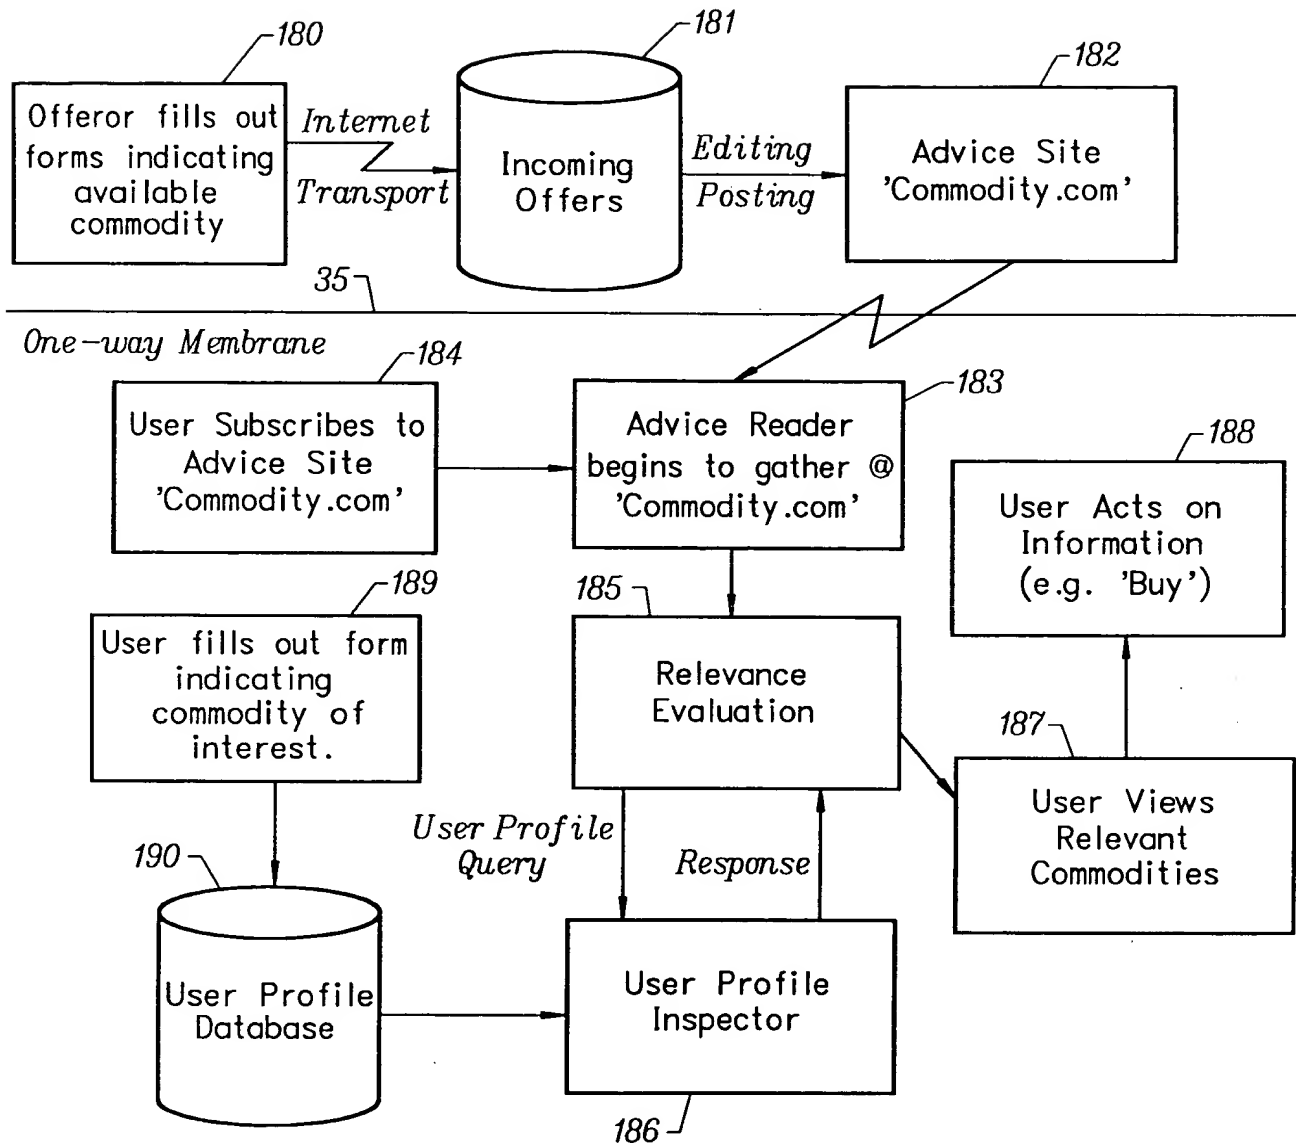 180
181
182
Offeror fills out
forms indicating
available
commodity
Internet
Transport
Incoming
Offers
Editing
Posting
Advice Site
'Commodity.com'
35
One-way Membrane
184
User Subscribes to
Advice Site
'Commodity.com'
183
Advice Reader
begins to gather @
'Commodity.com'
188
User Acts on
Information
(e.g. 'Buy')
189
User fills out form
indicating
commodity of
interest.
185
Relevance
Evaluation
187
User Views
Relevant
Commodities
User Profile
Query
Response
190
User Profile
Database
User Profile
Inspector
186